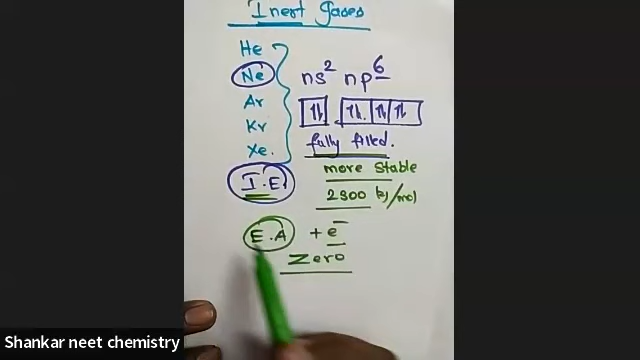 Inert gases
He
Ne
Ar
Kr
Xe.
ns² np⁶
⥮ ⥮ ⥮ ⥮
fully filled.
I.E
more stable
2300 kj/mol
E.A + e⁻
Zero
Shankar neet chemistry